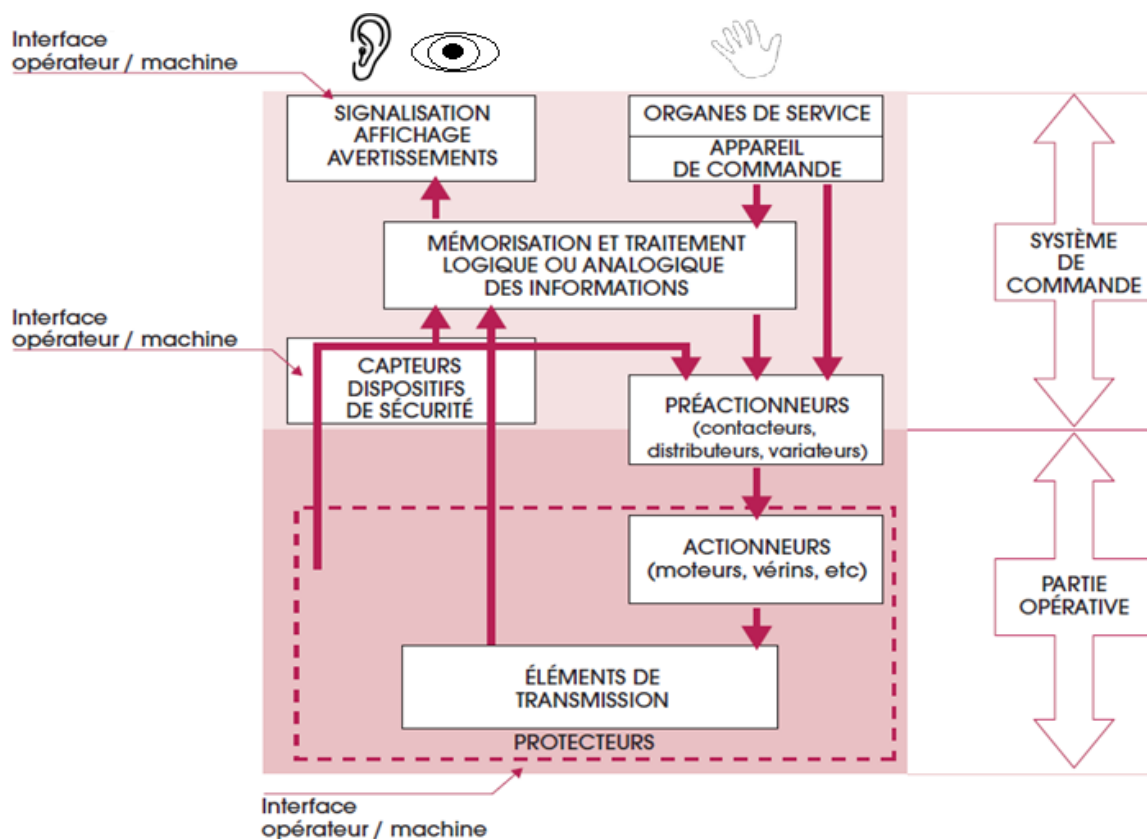 Interface
opérateur / machine
SIGNALISATION
AFFICHAGE
AVERTISSEMENTS
ORGANES DE SERVICE
APPAREIL
DE COMMANDE
MÉMORISATION ET TRAITEMENT
LOGIQUE OU ANALOGIQUE
DES INFORMATIONS
SYSTÈME
DE
COMMANDE
Interface
opérateur / machine
CAPTEURS
DISPOSITIFS
DE SÉCURITÉ
PRÉACTIONNEURS
(contacteurs,
distributeurs, variateurs)
ACTIONNEURS
(moteurs, vérins, etc)
PARTIE
OPÉRATIVE
ÉLÉMENTS DE
TRANSMISSION
PROTECTEURS
Interface
opérateur / machine